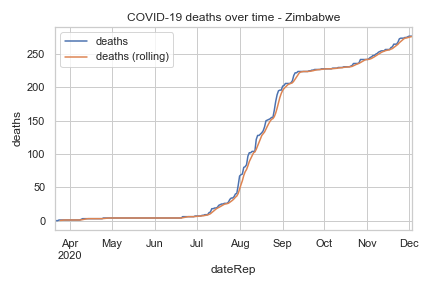 COVID-19 deaths over time - Zimbabwe
deaths
deaths (rolling)
deaths
250
200
150
100
50
0
Apr May Jun Jul Aug Sep Oct Nov Dec
2020
dateRep